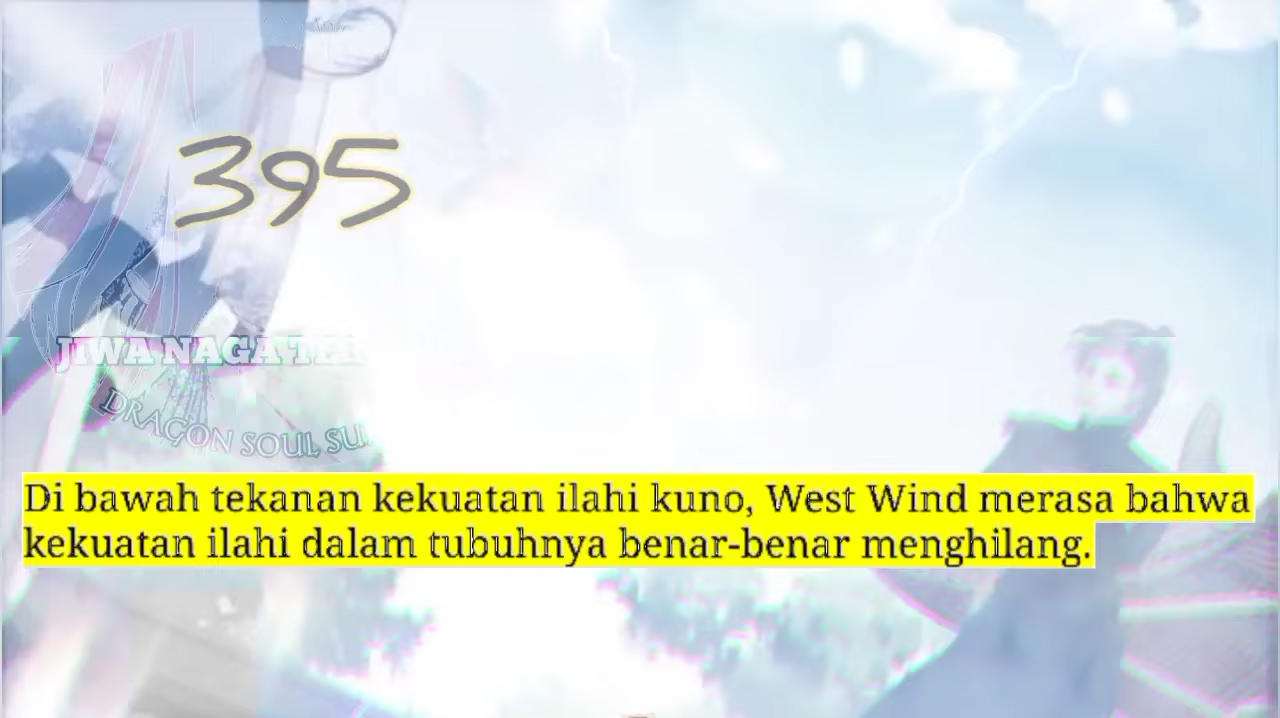 395
JIWA NAGA
DRAGON SOUL
Di bawah tekanan kekuatan ilahi kuno, West Wind merasa bahwa
kekuatan ilahi dalam tubuhnya benar-benar menghilang.